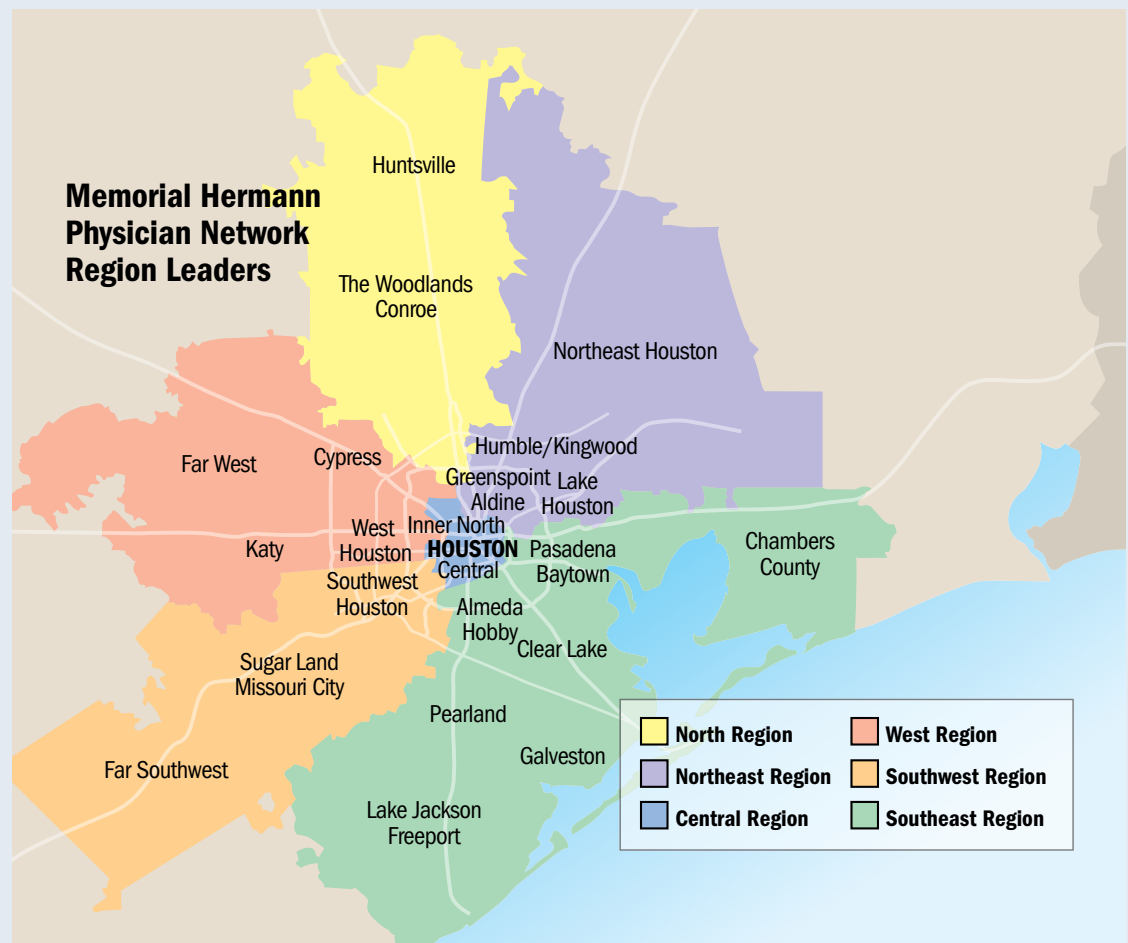 Memorial Hermann
Physician Network
Region Leaders
Huntsville
The Woodlands
Conroe
Northeast Houston
Humble/Kingwood
Far West
Cypress
Greenspoint
Aldine
Lake
Houston
Katy
West
Houston
Inner North
HOUSTON
Central
Pasadena
Baytown
Chambers
County
Southwest
Houston
Almeda
Hobby
Clear Lake
Sugar Land
Missouri City
Pearland
Galveston
Far Southwest
Lake Jackson
Freeport
North Region
Northeast Region
Central Region
West Region
Southwest Region
Southeast Region